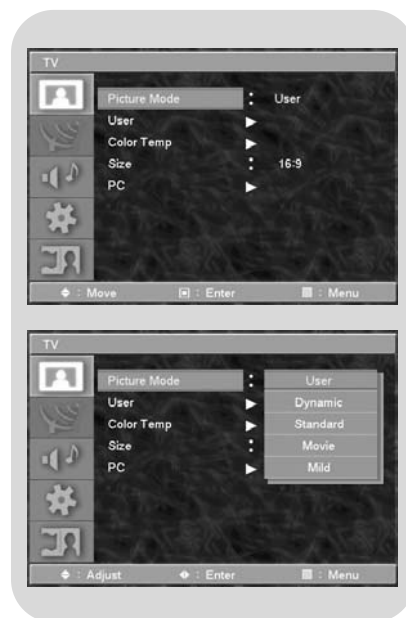 TV
Picture Mode : User
User ▶
Color Temp ▶
Size : 16:9
PC ▶
: Move : Enter : Menu
TV
Picture Mode : User
User ▶ Dynamic
Color Temp ▶ Standard
Size : Movie
PC ▶ Mild
: Adjust : Enter : Menu